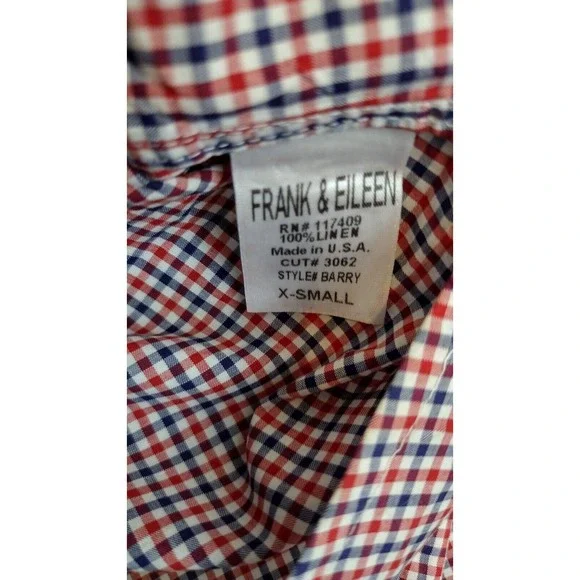 FRANK & EILEEN
RN# 117409
100%LINEN
Made in U.S.A.
CUT# 3062
STYLE# BARRY
X-SMALL